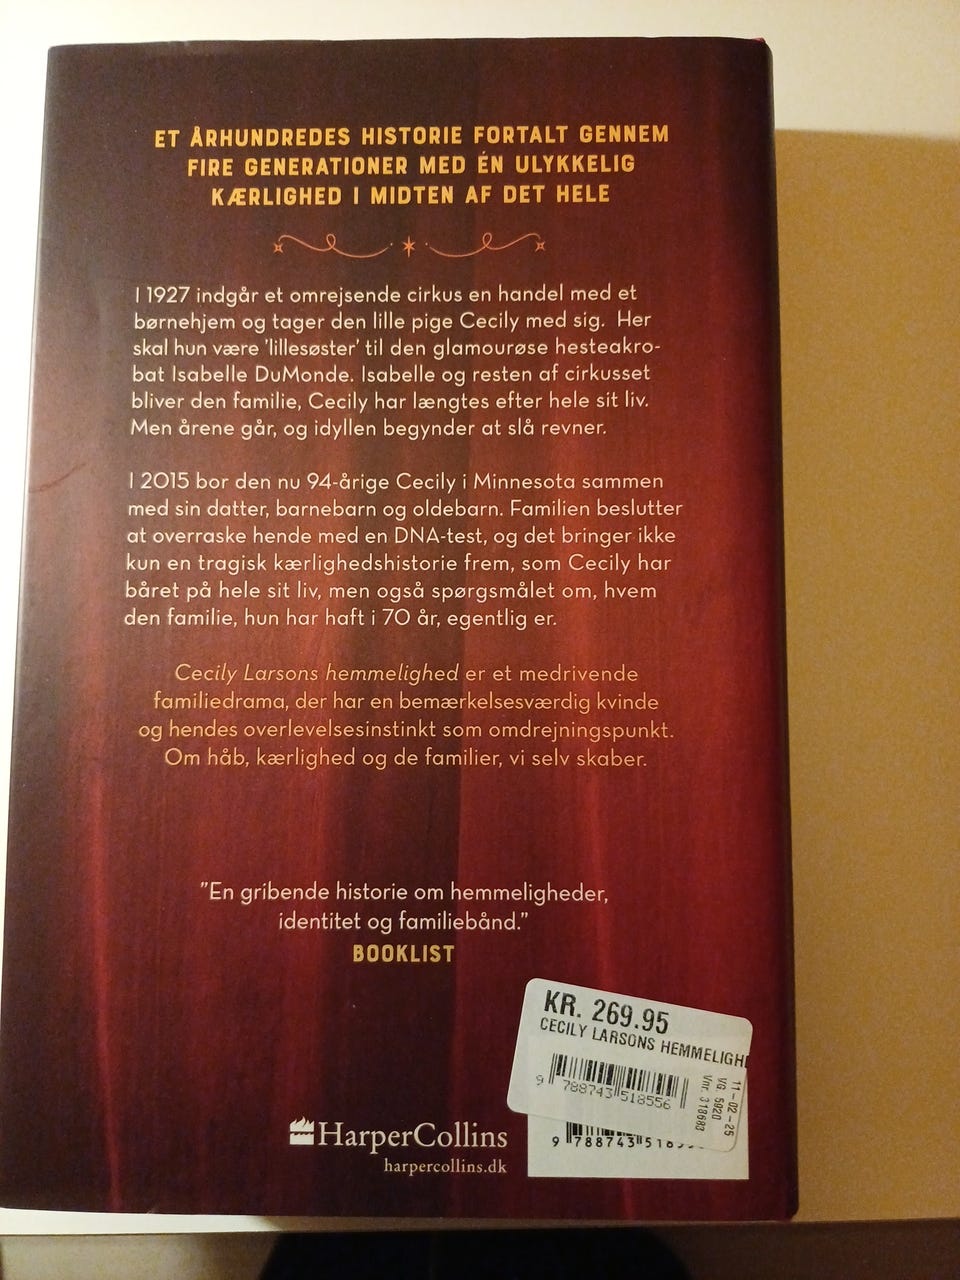 ET ÅRHUNDREDES HISTORIE FORTALT GENNEM
FIRE GENERATIONER MED ÉN ULYKKELIG
KÆRLIGHED I MIDTEN AF DET HELE
I 1927 indgår et omrejsende cirkus en handel med et
børnehjem og tager den lille pige Cecily med sig. Her
skal hun være 'lillesøster' til den glamourøse hesteakro-
bat Isabelle DuMonde. Isabelle og resten af cirkusset
bliver den familie, Cecily har længtes efter hele sit liv.
Men årene går, og idyllen begynder at slå revner.
I 2015 bor den nu 94-årige Cecily i Minnesota sammen
med sin datter, barnebarn og oldebarn. Familien beslutter
at overraske hende med en DNA-test, og det bringer ikke
kun en tragisk kærlighedshistorie frem, som Cecily har
båret på hele sit liv, men også spørgsmålet om, hvem
den familie, hun har haft i 70 år, egentlig er.
Cecily Larsons hemmelighed er et medrivende
familiedrama, der har en bemærkelsesværdig kvinde
og hendes overlevelsesinstinkt som omdrejningspunkt.
Om håb, kærlighed og de familier, vi selv skaber.
"En gribende historie om hemmeligheder,
identitet og familiebånd."
BOOKLIST
KR. 269.95
CECILY LARSONS HEMMELIGH
9 788743 518556
11-02-25
VG 5920
Vnr. 318683
HarperCollins
harpercollins.dk
9 788743 518